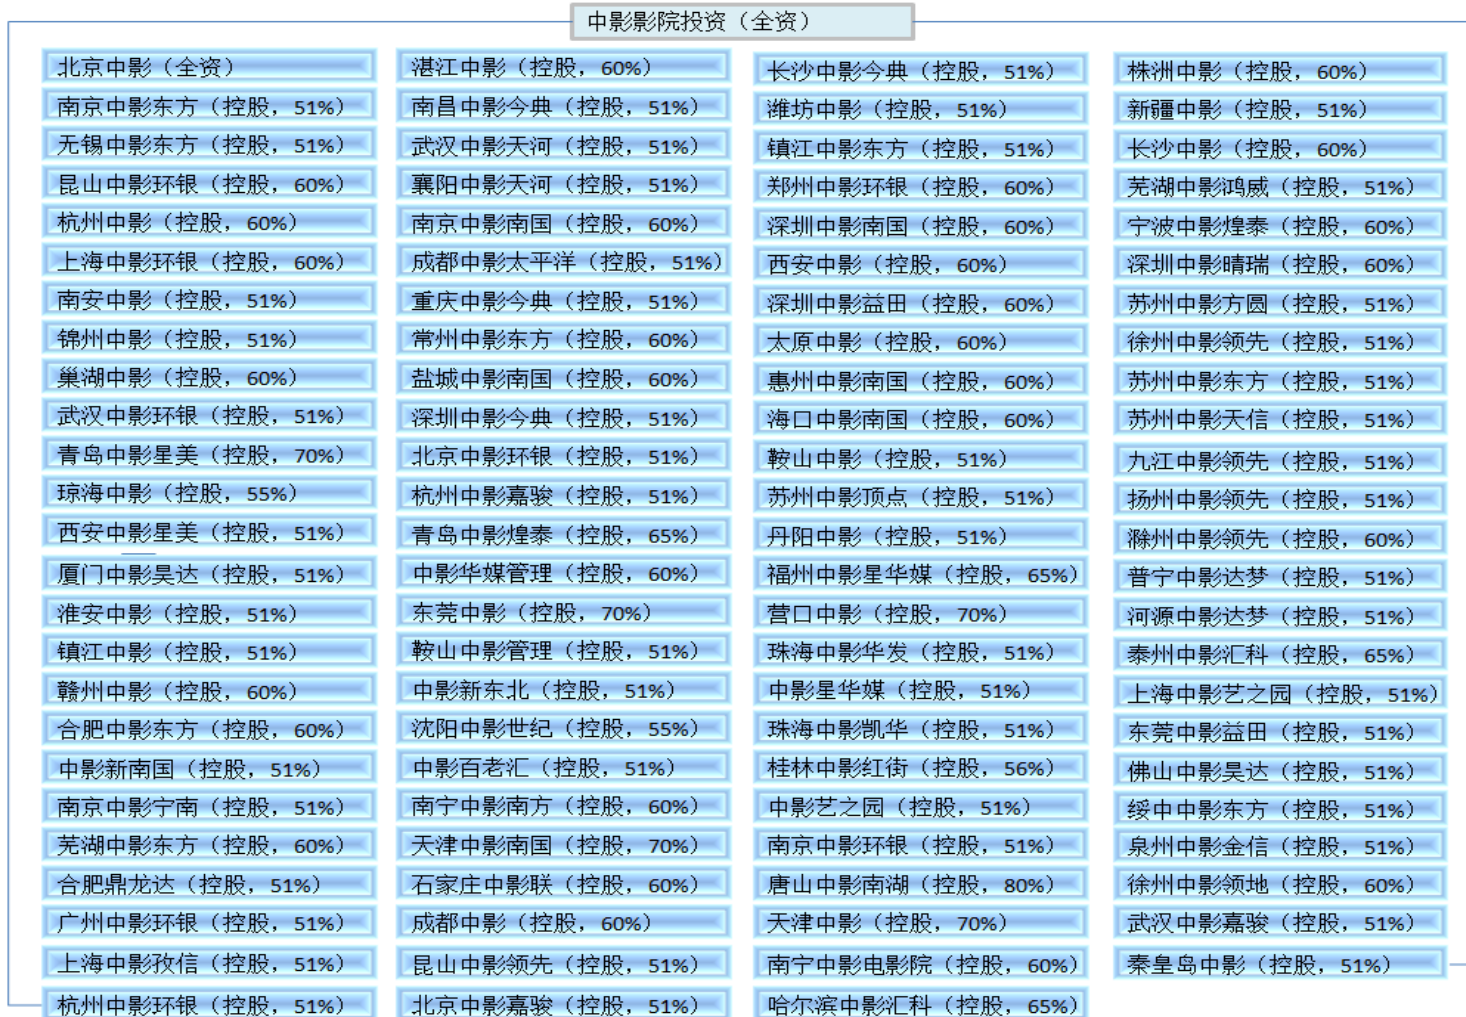 中影影院投资（全资）
北京中影（全资）
南京中影东方（控股，51%）
无锡中影东方（控股，51%）
昆山中影环银（控股，60%）
杭州中影（控股，60%）
上海中影环银（控股，60%）
南安中影（控股，51%）
锦州中影（控股，51%）
巢湖中影（控股，60%）
武汉中影环银（控股，51%）
青岛中影星美（控股，70%）
琼海中影（控股，55%）
西安中影星美（控股，51%）
厦门中影昊达（控股，51%）
淮安中影（控股，51%）
镇江中影（控股，51%）
赣州中影（控股，60%）
合肥中影东方（控股，60%）
中影新南国（控股，51%）
南京中影宁南（控股，51%）
芜湖中影东方（控股，60%）
合肥鼎龙达（控股，51%）
广州中影环银（控股，51%）
上海中影孜信（控股，51%）
杭州中影环银（控股，51%）
湛江中影（控股，60%）
南昌中影今典（控股，51%）
武汉中影天河（控股，51%）
襄阳中影天河（控股，51%）
南京中影南国（控股，60%）
成都中影太平洋（控股，51%）
重庆中影今典（控股，51%）
常州中影东方（控股，60%）
盐城中影南国（控股，60%）
深圳中影今典（控股，51%）
北京中影环银（控股，51%）
杭州中影嘉骏（控股，51%）
青岛中影煌泰（控股，65%）
中影华媒管理（控股，60%）
东莞中影（控股，70%）
鞍山中影管理（控股，51%）
中影新东北（控股，51%）
沈阳中影世纪（控股，55%）
中影百老汇（控股，51%）
南宁中影南方（控股，60%）
天津中影南国（控股，70%）
石家庄中影联（控股，60%）
成都中影（控股，60%）
昆山中影领先（控股，51%）
北京中影嘉骏（控股，51%）
长沙中影今典（控股，51%）
潍坊中影（控股，51%）
镇江中影东方（控股，51%）
郑州中影环银（控股，60%）
深圳中影南国（控股，60%）
西安中影（控股，60%）
深圳中影益田（控股，60%）
太原中影（控股，60%）
惠州中影南国（控股，60%）
海口中影南国（控股，60%）
鞍山中影（控股，51%）
苏州中影顶点（控股，51%）
丹阳中影（控股，51%）
福州中影星华媒（控股，65%）
营口中影（控股，70%）
珠海中影华发（控股，51%）
中影星华媒（控股，51%）
珠海中影凯华（控股，51%）
桂林中影红街（控股，56%）
中影艺之园（控股，51%）
南京中影环银（控股，51%）
唐山中影南湖（控股，80%）
天津中影（控股，70%）
南宁中影电影院（控股，60%）
哈尔滨中影汇科（控股，65%）
株洲中影（控股，60%）
新疆中影（控股，51%）
长沙中影（控股，60%）
芜湖中影鸿威（控股，51%）
宁波中影煌泰（控股，60%）
深圳中影晴瑞（控股，60%）
苏州中影方圆（控股，51%）
徐州中影领先（控股，51%）
苏州中影东方（控股，51%）
苏州中影天信（控股，51%）
九江中影领先（控股，51%）
扬州中影领先（控股，51%）
滁州中影领先（控股，60%）
普宁中影达梦（控股，51%）
河源中影达梦（控股，51%）
泰州中影汇科（控股，65%）
上海中影艺之园（控股，51%）
东莞中影益田（控股，51%）
佛山中影昊达（控股，51%）
绥中中影东方（控股，51%）
泉州中影金信（控股，51%）
徐州中影领地（控股，60%）
武汉中影嘉骏（控股，51%）
秦皇岛中影（控股，51%）